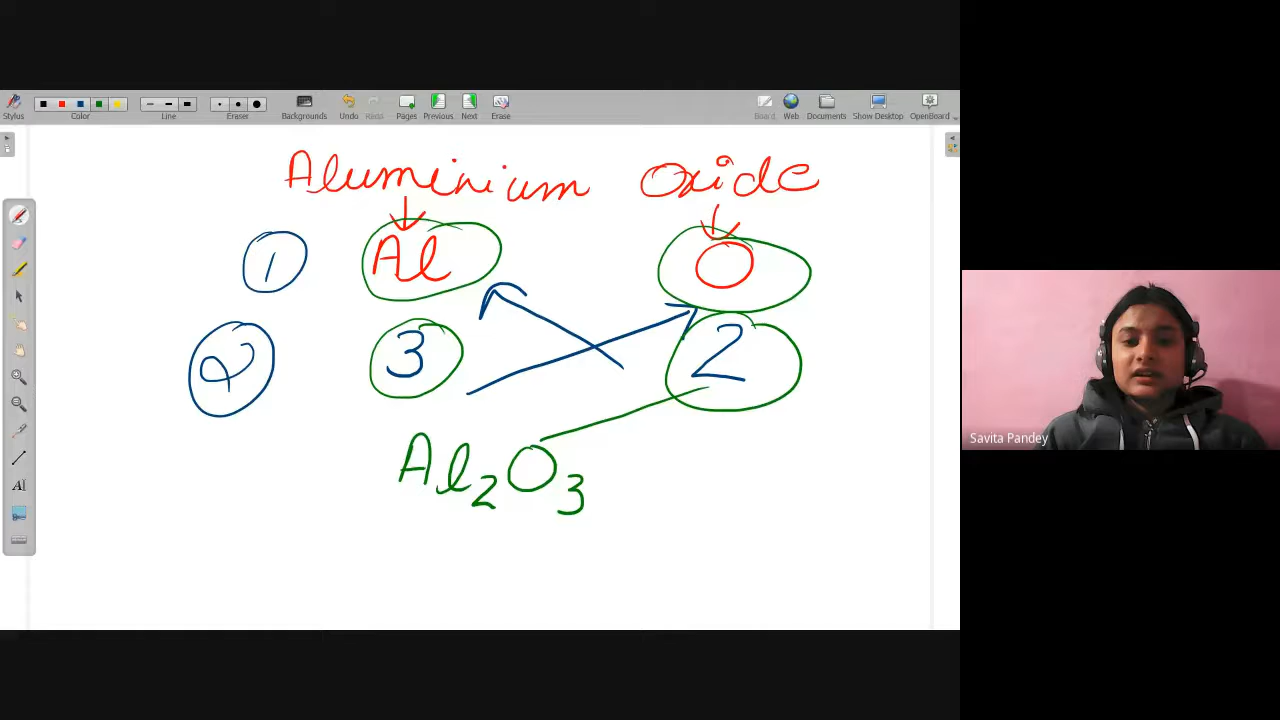 Stylus Color Line Eraser Backgrounds Undo Redo Pages Previous Next Erase Board Web Documents Show Desktop OpenBoard
Aluminium Oxide
1 Al O
2 3 2
Al2O3
Savita Pandey